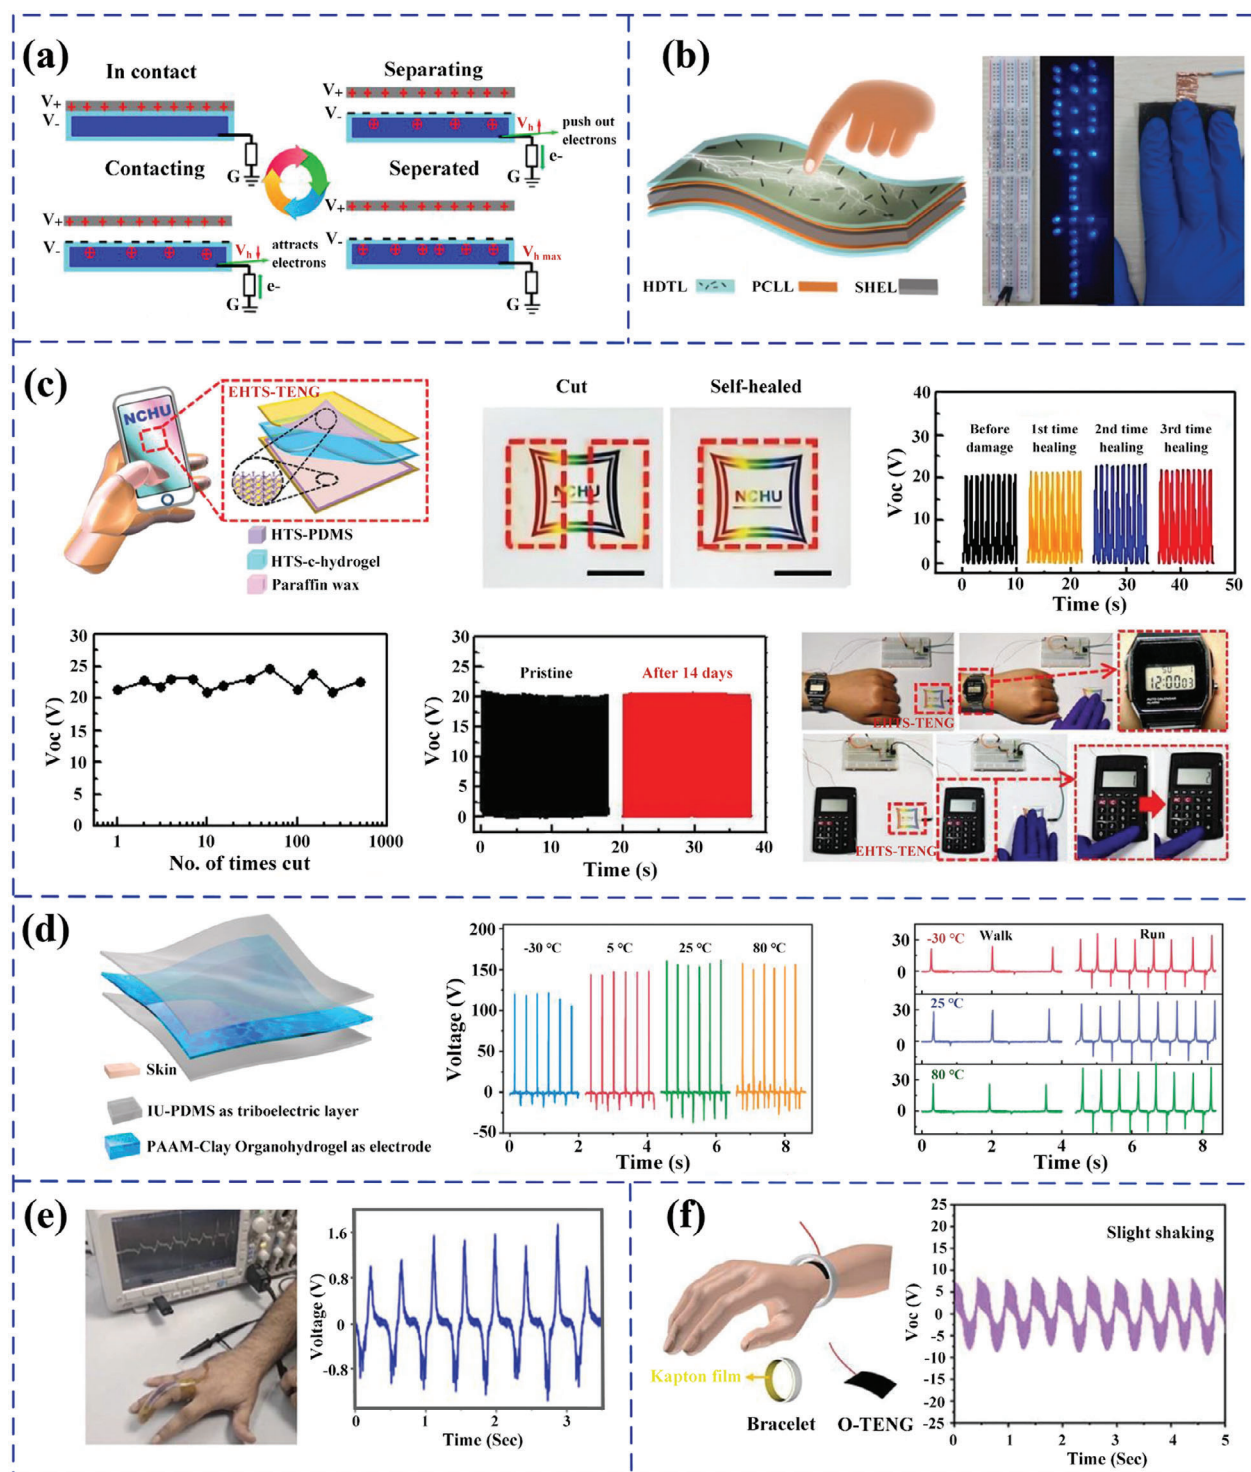 (a)
In contact
V+
V-
G
Separating
V+
V-
Vh
push out
electrons
e-
Contacting
V+
V-
Vh
attracts
electrons
e-
G
Seperated
V+
V-
Vh max
G
(b)
HDTL
PCLL
SHEL
(c)
NCHU
EHTS-TENG
HTS-PDMS
HTS-c-hydrogel
Paraffin wax
Cut
Self-healed
NCHU
NCHU
40
30
20
10
0
Voc (V)
Before
damage
1st time
healing
2nd time
healing
3rd time
healing
0 10 20 30 40 50
Time (s)
30
25
20
15
10
5
0
Voc (V)
1 10 100 1000
No. of times cut
30
25
20
15
10
5
0
Voc (V)
Pristine
After 14 days
0 10 20 30 40
Time (s)
EHTS-TENG
12:0003
EHTS-TENG
(d)
Skin
IU-PDMS as triboelectric layer
PAAM-Clay Organohydrogel as electrode
200
150
100
50
0
-50
Voltage (V)
-30 °C
5 °C
25 °C
80 °C
0 2 4 6 8
Time (s)
-30 °C
Walk
Run
30
0
25 °C
30
0
80 °C
30
0
0 2 4 6 8
Time (s)
(e)
1.6
0.8
0
-0.8
Voltage (V)
0 1 2 3
Time (Sec)
(f)
Kapton film
Bracelet
O-TENG
25
20
15
10
5
0
-5
-10
-15
-20
-25
Voc (V)
Slight shaking
0 1 2 3 4 5
Time (Sec)